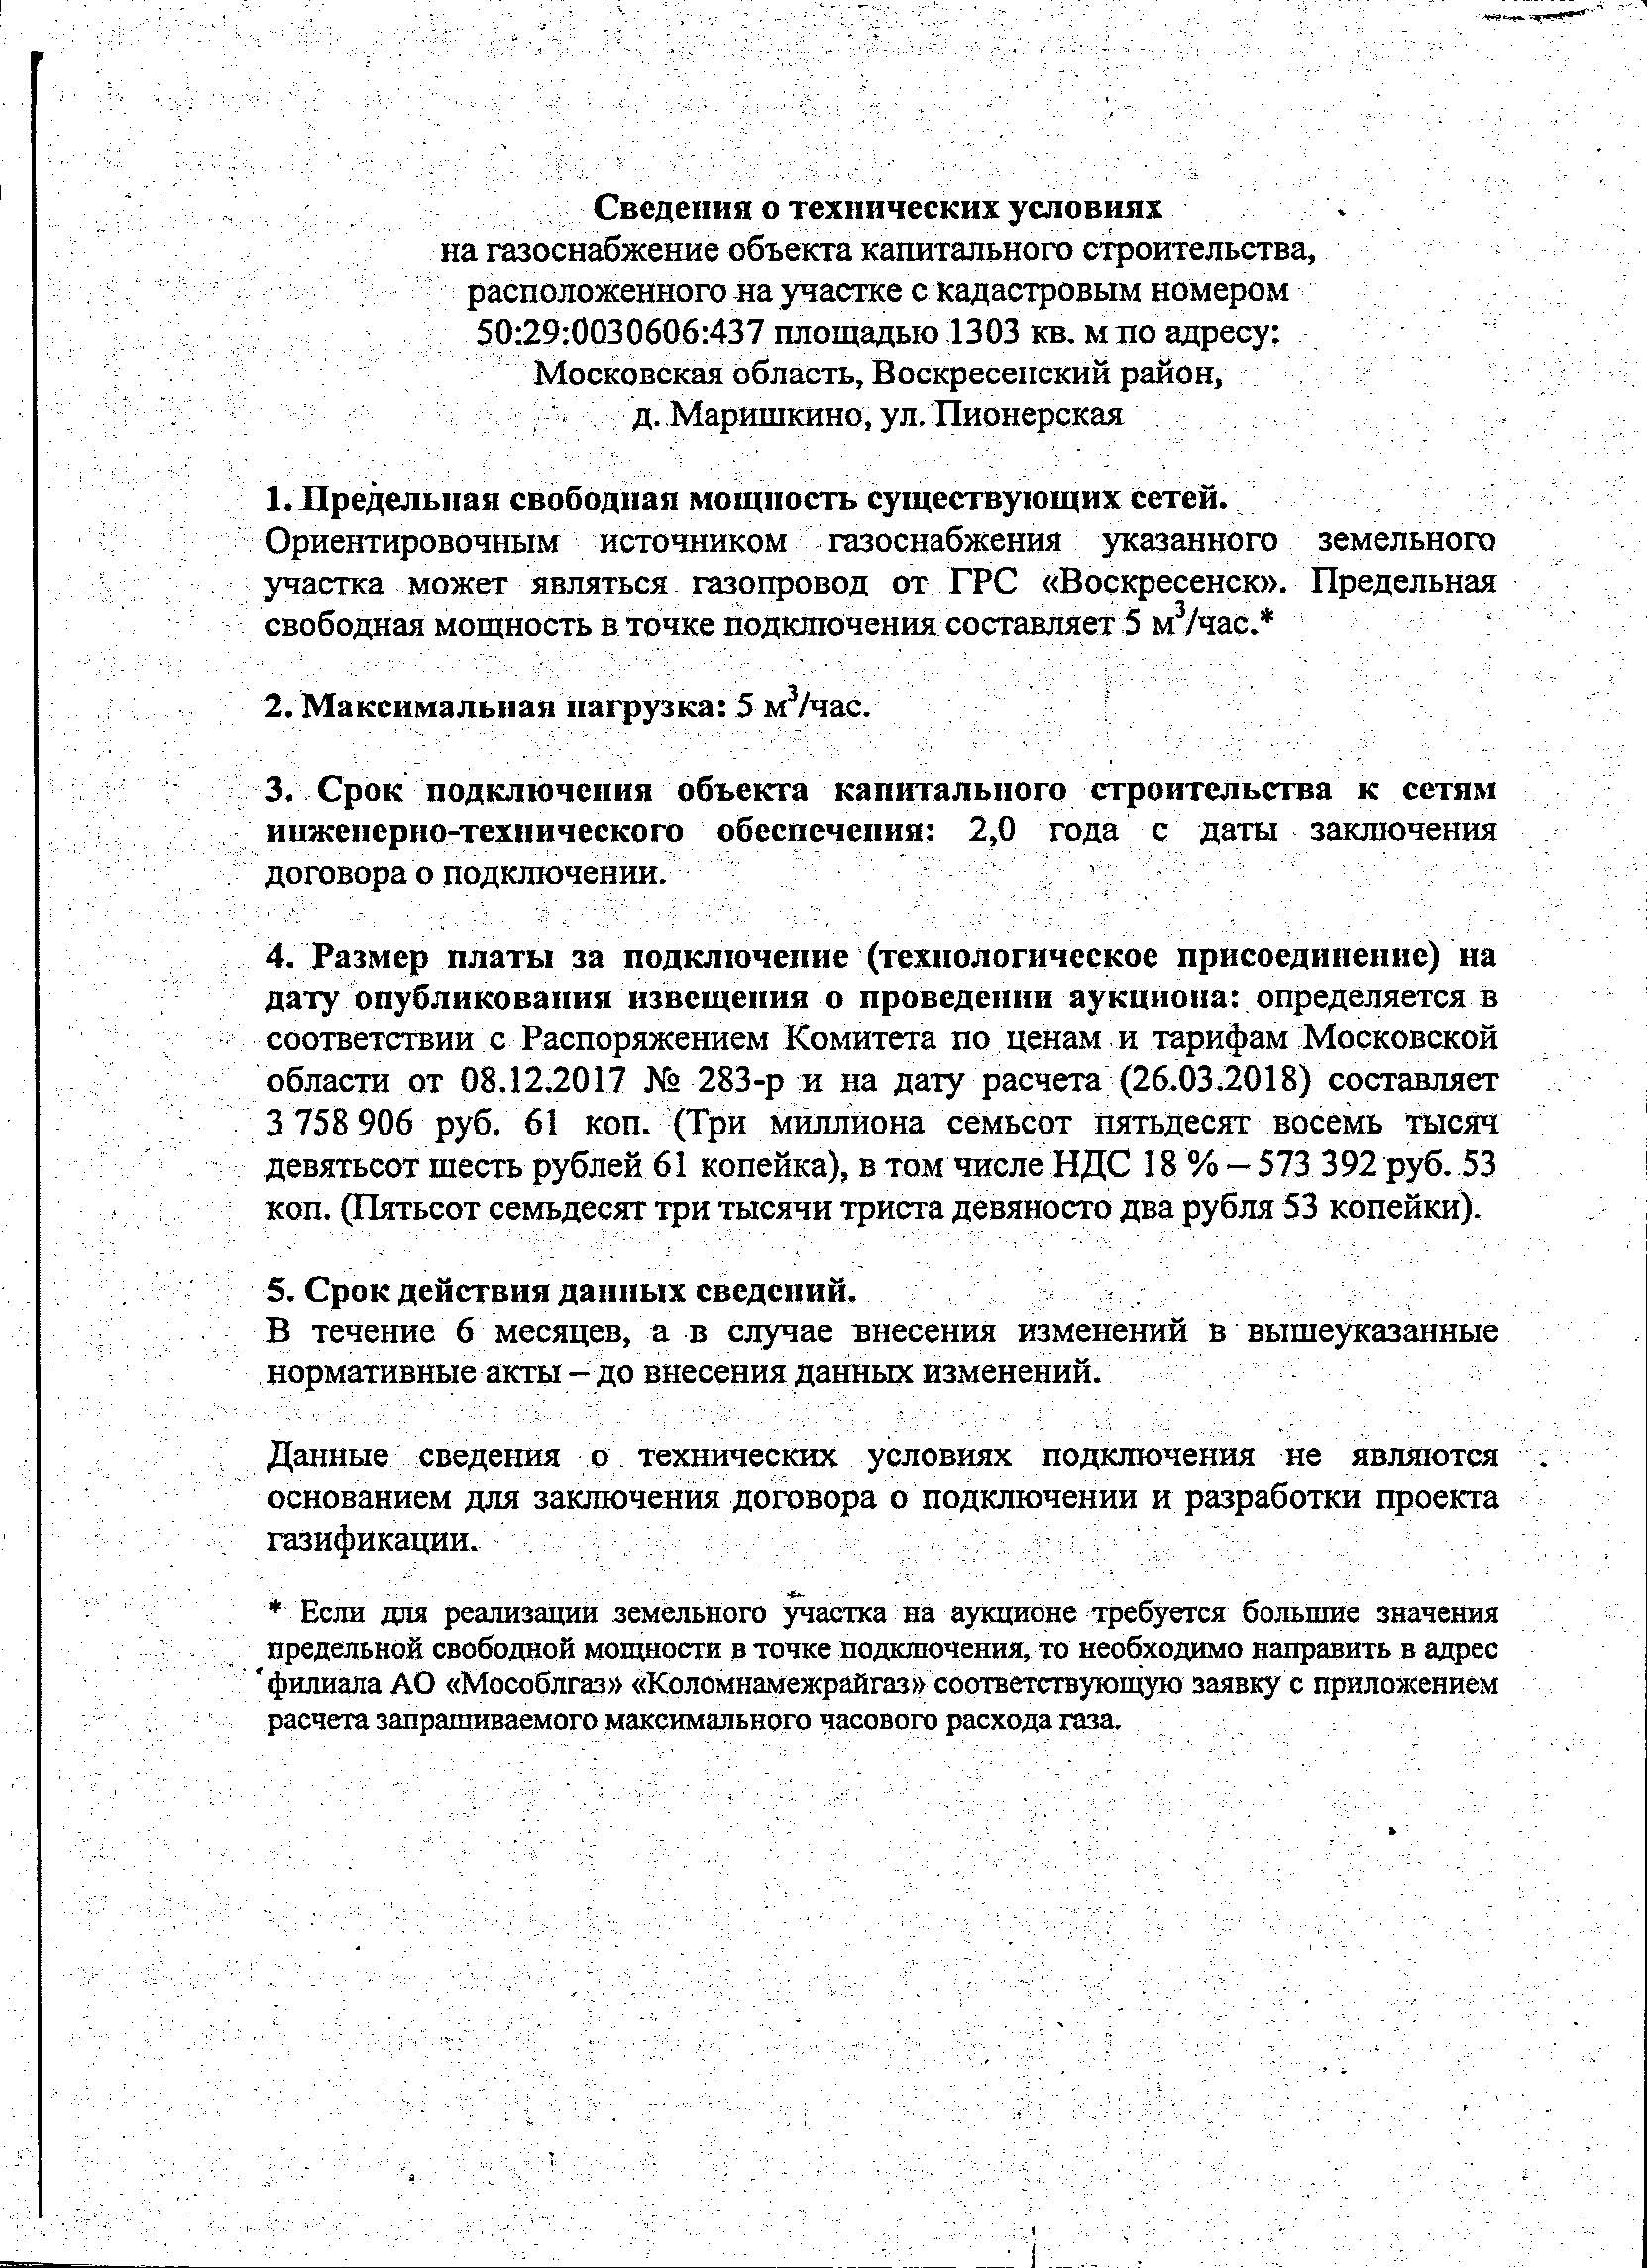 Сведения о технических условиях
на газоснабжение объекта капитального строительства,
расположенного на участке с кадастровым номером
50:29:0030606:437 площадью 1303 кв. м по адресу:
Московская область, Воскресенский район,
д. Маришкино, ул. Пионерская
1. Предельная свободная мощность существующих сетей.
Ориентировочным источником газоснабжения указанного земельного
участка может являться газопровод от ГРС «Воскресенск». Предельная
свободная мощность в точке подключения составляет 5 м³/час.*
2. Максимальная нагрузка: 5 м³/час.
3. Срок подключения объекта капитального строительства к сетям
инженерно-технического обеспечения: 2,0 года с даты заключения
договора о подключении.
4. Размер платы за подключение (технологическое присоединение) на
дату опубликования извещения о проведении аукциона: определяется в
соответствии с Распоряжением Комитета по ценам и тарифам Московской
области от 08.12.2017 № 283-р и на дату расчета (26.03.2018) составляет
3 758 906 руб. 61 коп. (Три миллиона семьсот пятьдесят восемь тысяч
девятьсот шесть рублей 61 копейка), в том числе НДС 18 % – 573 392 руб. 53
коп. (Пятьсот семьдесят три тысячи триста девяносто два рубля 53 копейки).
5. Срок действия данных сведений.
В течение 6 месяцев, а в случае внесения изменений в вышеуказанные
нормативные акты – до внесения данных изменений.
Данные сведения о технических условиях подключения не являются
основанием для заключения договора о подключении и разработки проекта
газификации.
* Если для реализации земельного участка на аукционе требуется большие значения
предельной свободной мощности в точке подключения, то необходимо направить в адрес
филиала АО «Мособлгаз» «Коломнамежрайгаз» соответствующую заявку с приложением
расчета запрашиваемого максимального часового расхода газа.